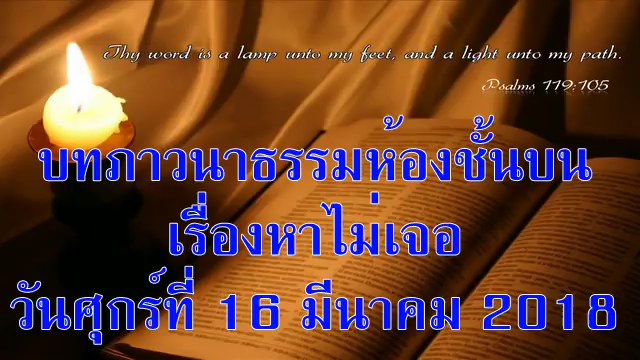 Thy word is a lamp unto my feet, and a light unto my path.
Psalms 119:105
บทภาวนาธรรมห้องชั้นบน
เรื่องหาไม่เจอ
วันศุกร์ที่ 16 มีนาคม 2018